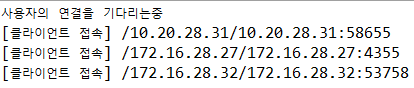 사용자의 연결을 기다리는중
[클라이언트 접속] /10.20.28.31/10.20.28.31:58655
[클라이언트 접속] /172.16.28.27/172.16.28.27:4355
[클라이언트 접속] /172.16.28.32/172.16.28.32:53758